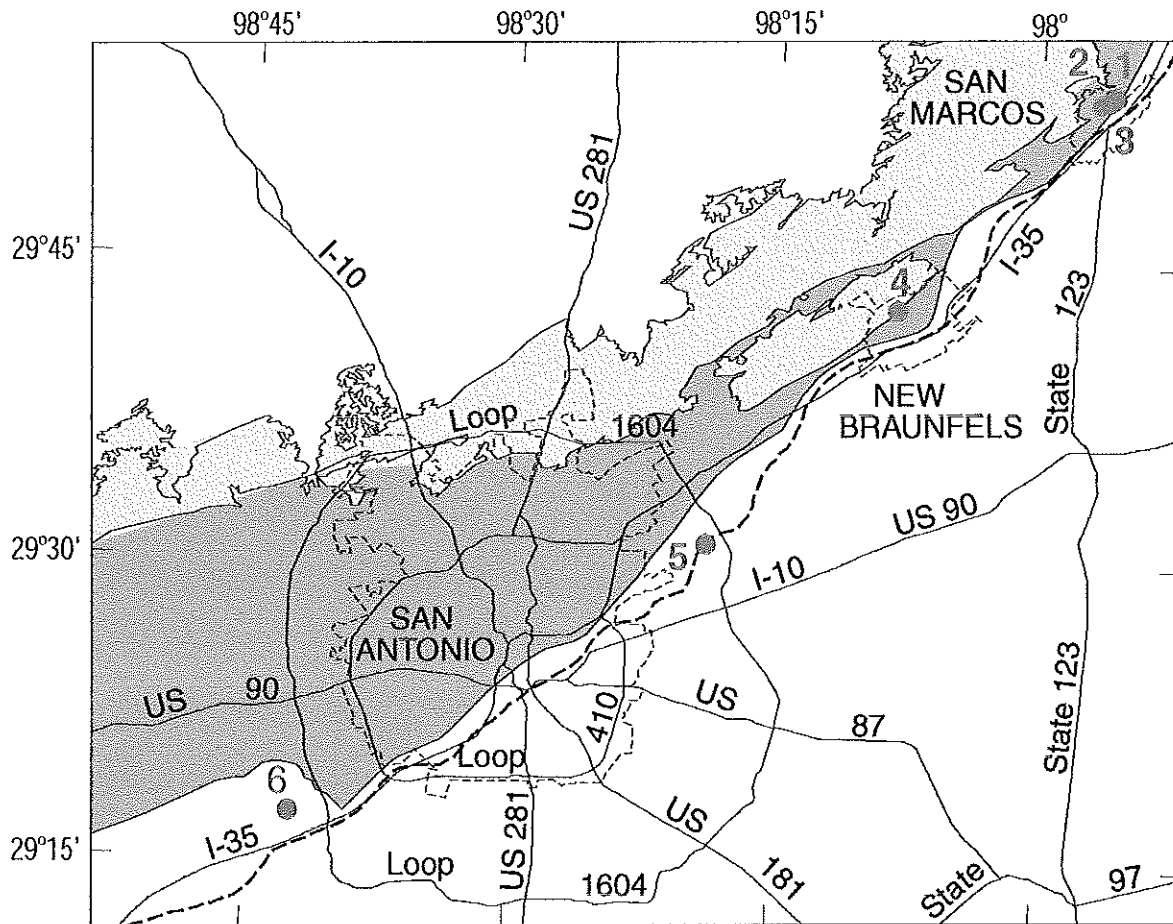 98°45' 98°30' 98°15' 98°
2 1
SAN
MARCOS
3
US 281
I-10
29°45'
I-35
4
123
State
NEW
BRAUNFELS
Loop
1604
US 90
29°30'
5
I-10
SAN
ANTONIO
US 90
410
US 87
State 123
Loop
6
I-35
29°15'
US 281
US 181
Loop 1604
State 97